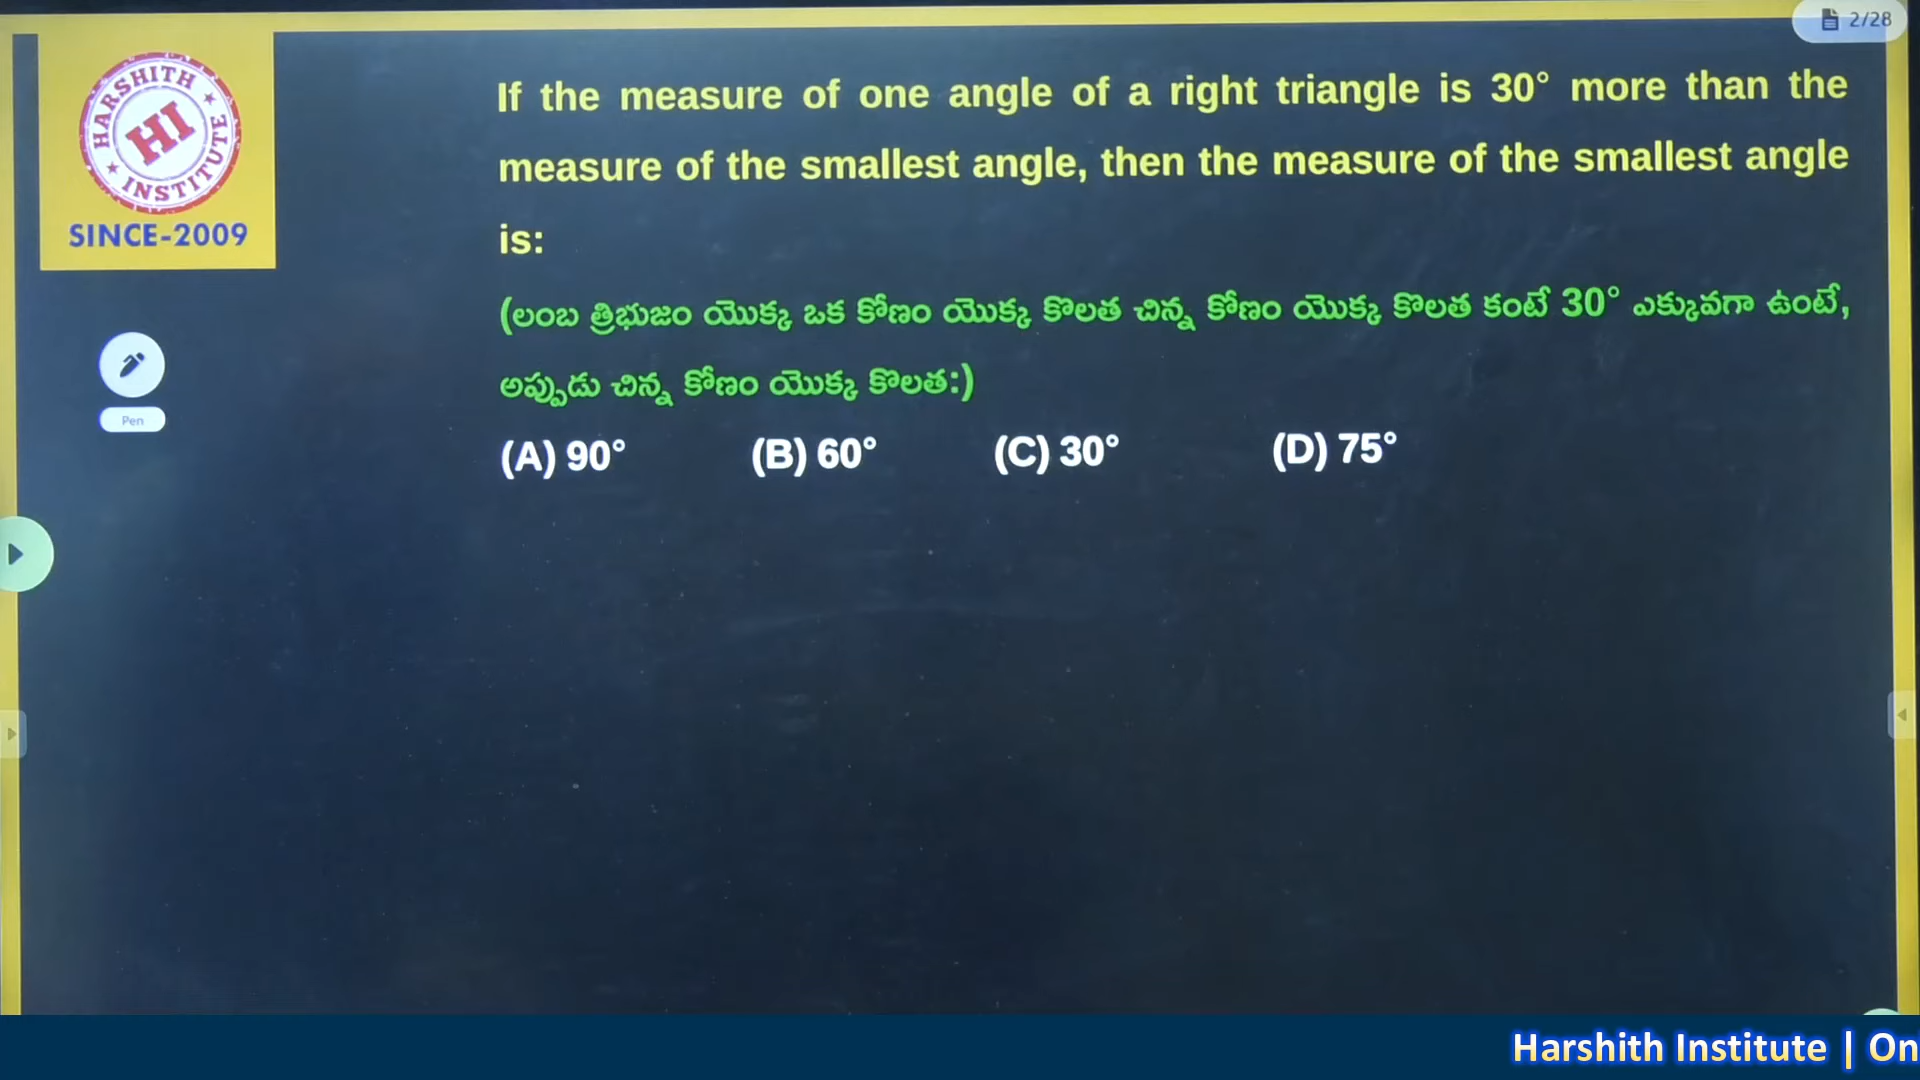 2/28
HARSHITH
HI
INSTITUTE
SINCE-2009
If the measure of one angle of a right triangle is 30° more than the
measure of the smallest angle, then the measure of the smallest angle
is:
(లంబ త్రిభుజం యొక్క ఒక కోణం యొక్క కొలత చిన్న కోణం యొక్క కొలత కంటే 30° ఎక్కువగా ఉంటే,
అప్పుడు చిన్న కోణం యొక్క కొలత:)
(A) 90° (B) 60° (C) 30° (D) 75°
Pen
Harshith Institute | On